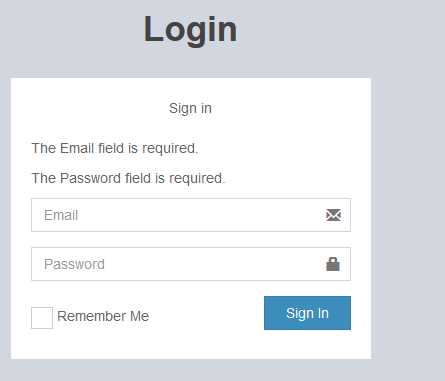 Login
Sign in
The Email field is required.
The Password field is required.
Email
Password
Remember Me
Sign In